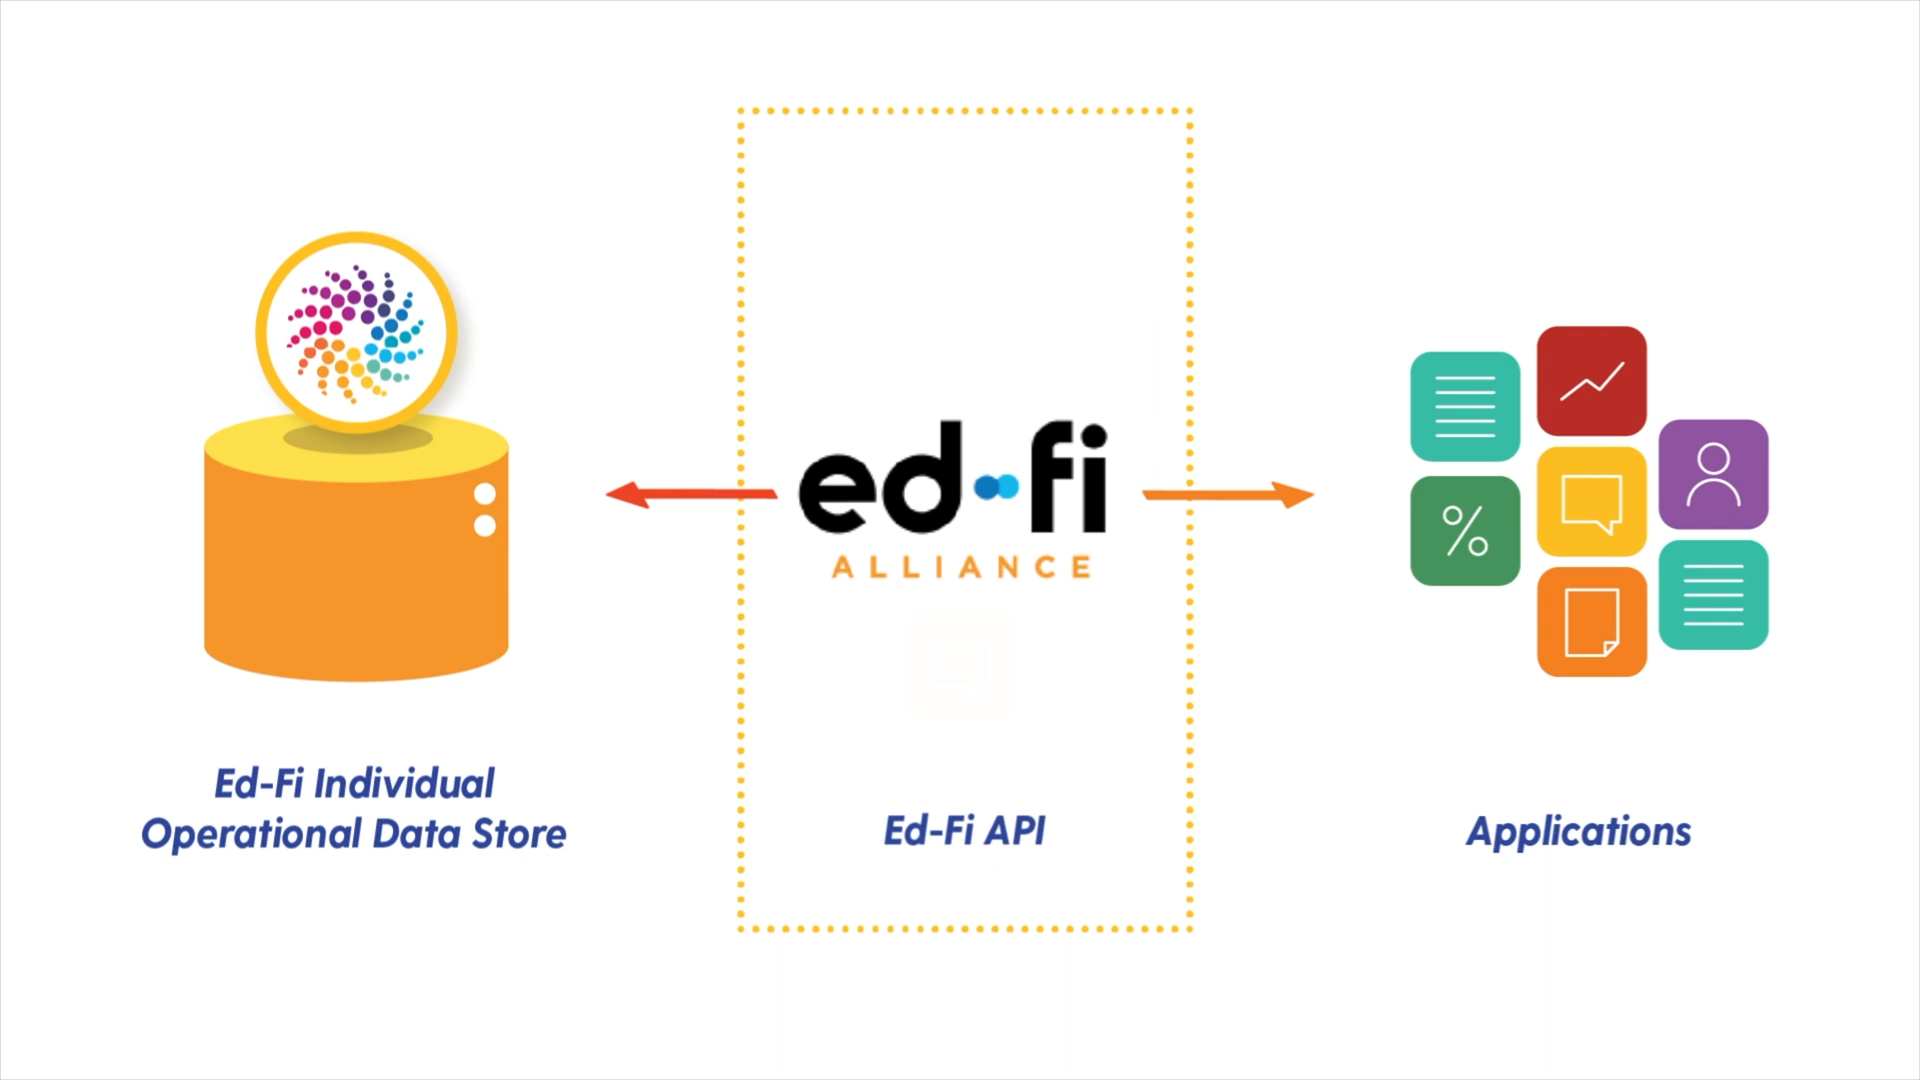 ed-fi
ALLIANCE
%
Ed-Fi Individual
Operational Data Store
Ed-Fi API
Applications